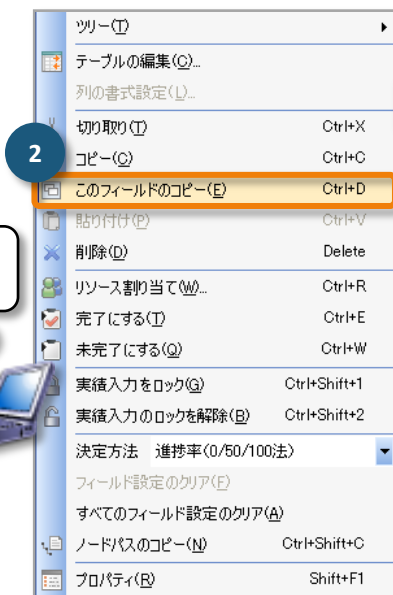 ツリー(T)
テーブルの編集(C)...
列の書式設定(L)...
切り取り(T) Ctrl+X
2
コピー(C) Ctrl+C
このフィールドのコピー(E) Ctrl+D
貼り付け(P) Ctrl+V
削除(D) Delete
リソース割り当て(W)... Ctrl+R
完了にする(T) Ctrl+E
未完了にする(Q) Ctrl+W
実績入力をロック(G) Ctrl+Shift+1
実績入力のロックを解除(B) Ctrl+Shift+2
決定方法 進捗率(0/50/100法)
フィールド設定のクリア(F)
すべてのフィールド設定のクリア(A)
ノードパスのコピー(N) Ctrl+Shift+C
プロパティ(R) Shift+F1